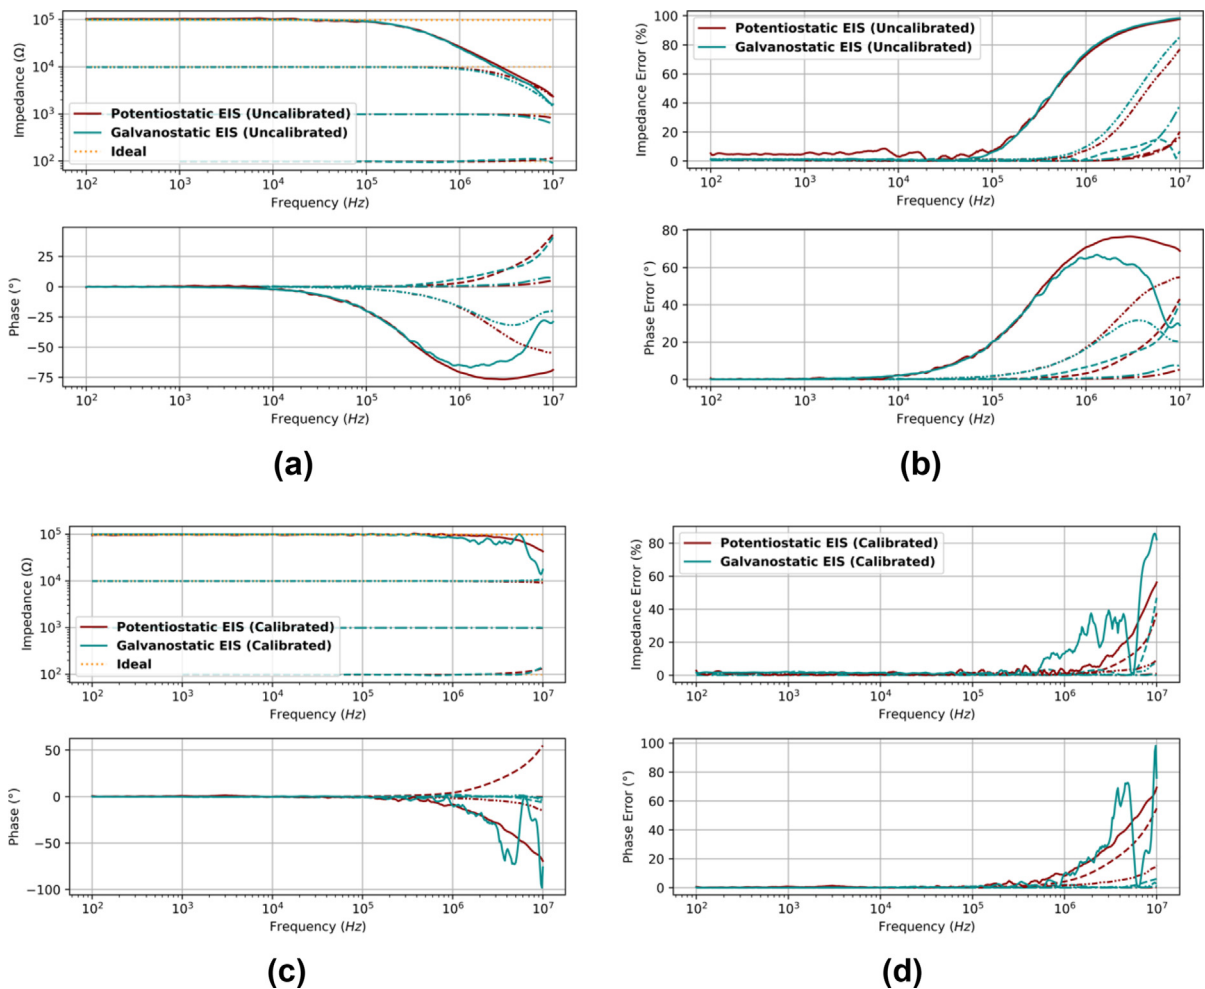 10⁵
10⁴
10³
10²
Impedance (Ω)
Potentiostatic EIS (Uncalibrated)
Galvanostatic EIS (Uncalibrated)
Ideal
10² 10³ 10⁴ 10⁵ 10⁶ 10⁷
Frequency (Hz)
25
0
−25
−50
−75
Phase (°)
10² 10³ 10⁴ 10⁵ 10⁶ 10⁷
Frequency (Hz)
(a)
100
80
60
40
20
0
Impedance Error (%)
Potentiostatic EIS (Uncalibrated)
Galvanostatic EIS (Uncalibrated)
10² 10³ 10⁴ 10⁵ 10⁶ 10⁷
Frequency (Hz)
80
60
40
20
0
Phase Error (°)
10² 10³ 10⁴ 10⁵ 10⁶ 10⁷
Frequency (Hz)
(b)
10⁵
10⁴
10³
10²
Impedance (Ω)
Potentiostatic EIS (Calibrated)
Galvanostatic EIS (Calibrated)
Ideal
10² 10³ 10⁴ 10⁵ 10⁶ 10⁷
Frequency (Hz)
50
0
−50
−100
Phase (°)
10² 10³ 10⁴ 10⁵ 10⁶ 10⁷
Frequency (Hz)
(c)
80
60
40
20
0
Impedance Error (%)
Potentiostatic EIS (Calibrated)
Galvanostatic EIS (Calibrated)
10² 10³ 10⁴ 10⁵ 10⁶ 10⁷
Frequency (Hz)
100
80
60
40
20
0
Phase Error (°)
10² 10³ 10⁴ 10⁵ 10⁶ 10⁷
Frequency (Hz)
(d)